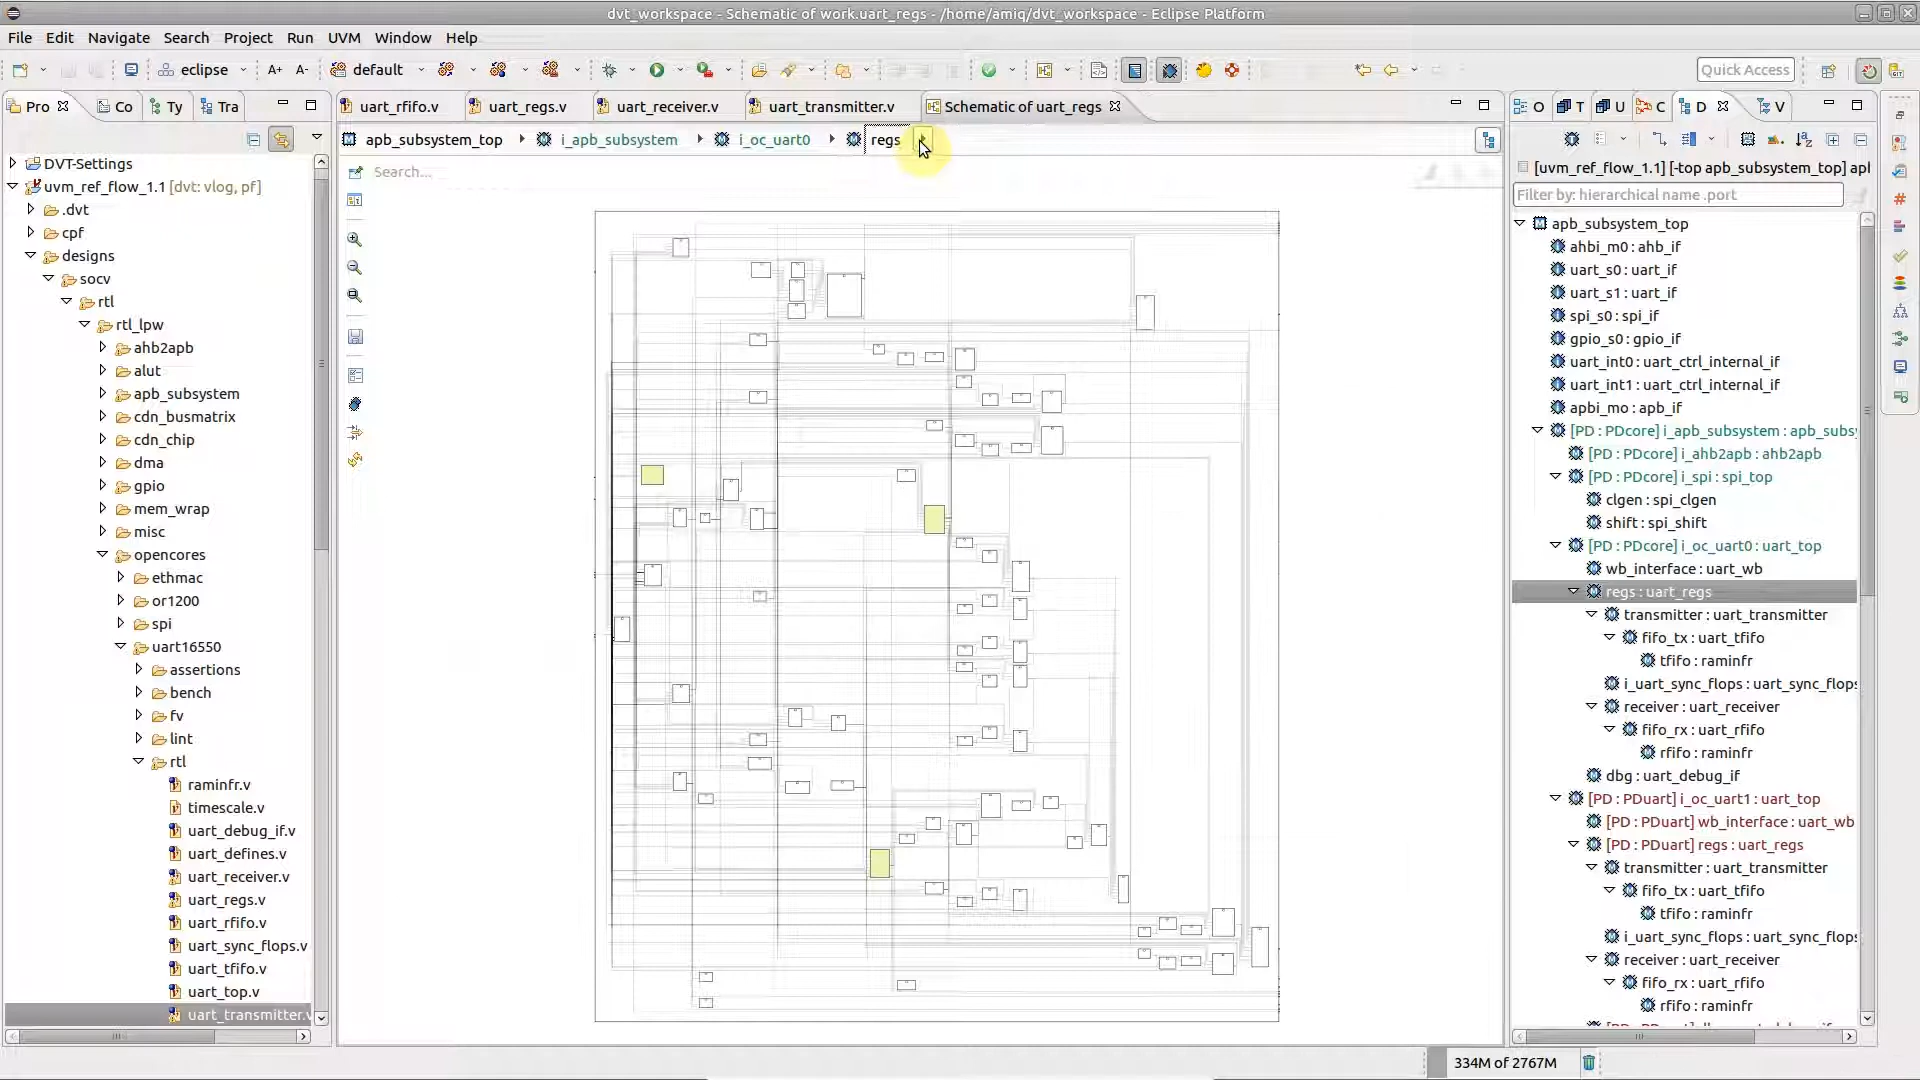 dvt_workspace - Schematic of work.uart_regs - /home/amiq/dvt_workspace - Eclipse Platform
File Edit Navigate Search Project Run UVM Window Help
eclipse A+ A- default Quick Access
Pro Co Ty Tra
uart_rfifo.v uart_regs.v uart_receiver.v uart_transmitter.v Schematic of uart_regs
O T U C D V
apb_subsystem_top i_apb_subsystem i_oc_uart0 regs
Search...
DVT-Settings
uvm_ref_flow_1.1 [dvt: vlog, pf]
.dvt
cpf
designs
socv
rtl
rtl_lpw
ahb2apb
alut
apb_subsystem
cdn_busmatrix
cdn_chip
dma
gpio
mem_wrap
misc
opencores
ethmac
or1200
spi
uart16550
assertions
bench
fv
lint
rtl
raminfr.v
timescale.v
uart_debug_if.v
uart_defines.v
uart_receiver.v
uart_regs.v
uart_rfifo.v
uart_sync_flops.v
uart_tfifo.v
uart_top.v
uart_transmitter.v
[uvm_ref_flow_1.1] [-top apb_subsystem_top] apl
Filter by: hierarchical name .port
apb_subsystem_top
ahbi_m0 : ahb_if
uart_s0 : uart_if
uart_s1 : uart_if
spi_s0 : spi_if
gpio_s0 : gpio_if
uart_int0 : uart_ctrl_internal_if
uart_int1 : uart_ctrl_internal_if
apbi_mo : apb_if
[PD : PDcore] i_apb_subsystem : apb_subs
[PD : PDcore] i_ahb2apb : ahb2apb
[PD : PDcore] i_spi : spi_top
clgen : spi_clgen
shift : spi_shift
[PD : PDcore] i_oc_uart0 : uart_top
wb_interface : uart_wb
regs : uart_regs
transmitter : uart_transmitter
fifo_tx : uart_tfifo
tfifo : raminfr
i_uart_sync_flops : uart_sync_flops
receiver : uart_receiver
fifo_rx : uart_rfifo
rfifo : raminfr
dbg : uart_debug_if
[PD : PDuart] i_oc_uart1 : uart_top
[PD : PDuart] wb_interface : uart_wb
[PD : PDuart] regs : uart_regs
transmitter : uart_transmitter
fifo_tx : uart_tfifo
tfifo : raminfr
i_uart_sync_flops : uart_sync_flops
receiver : uart_receiver
fifo_rx : uart_rfifo
rfifo : raminfr
334M of 2767M